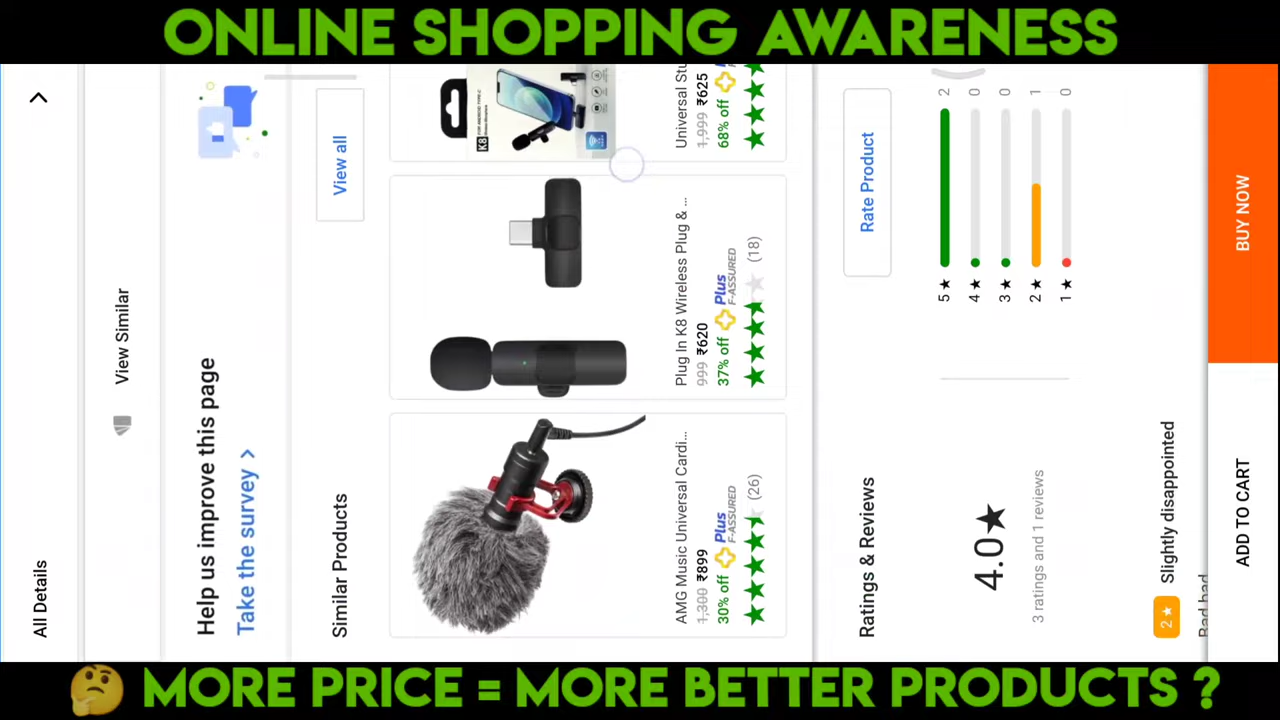 ONLINE SHOPPING AWARENESS
All Details
View Similar
Help us improve this page
Take the survey >
Similar Products
View all
AMG Music Universal Cardi...
1,300 ₹899
30% off Plus
F-ASSURED
(26)
Plug In K8 Wireless Plug & ...
999 ₹620
37% off Plus
F-ASSURED
(18)
K8
Universal Stu
1,999 ₹625
68% off
Ratings & Reviews
Rate Product
4.0★
3 ratings and 1 reviews
5★ 2
4★ 0
3★ 0
2★ 1
1★ 0
2★ Slightly disappointed
Bad bad
ADD TO CART
BUY NOW
🤔 MORE PRICE = MORE BETTER PRODUCTS ?